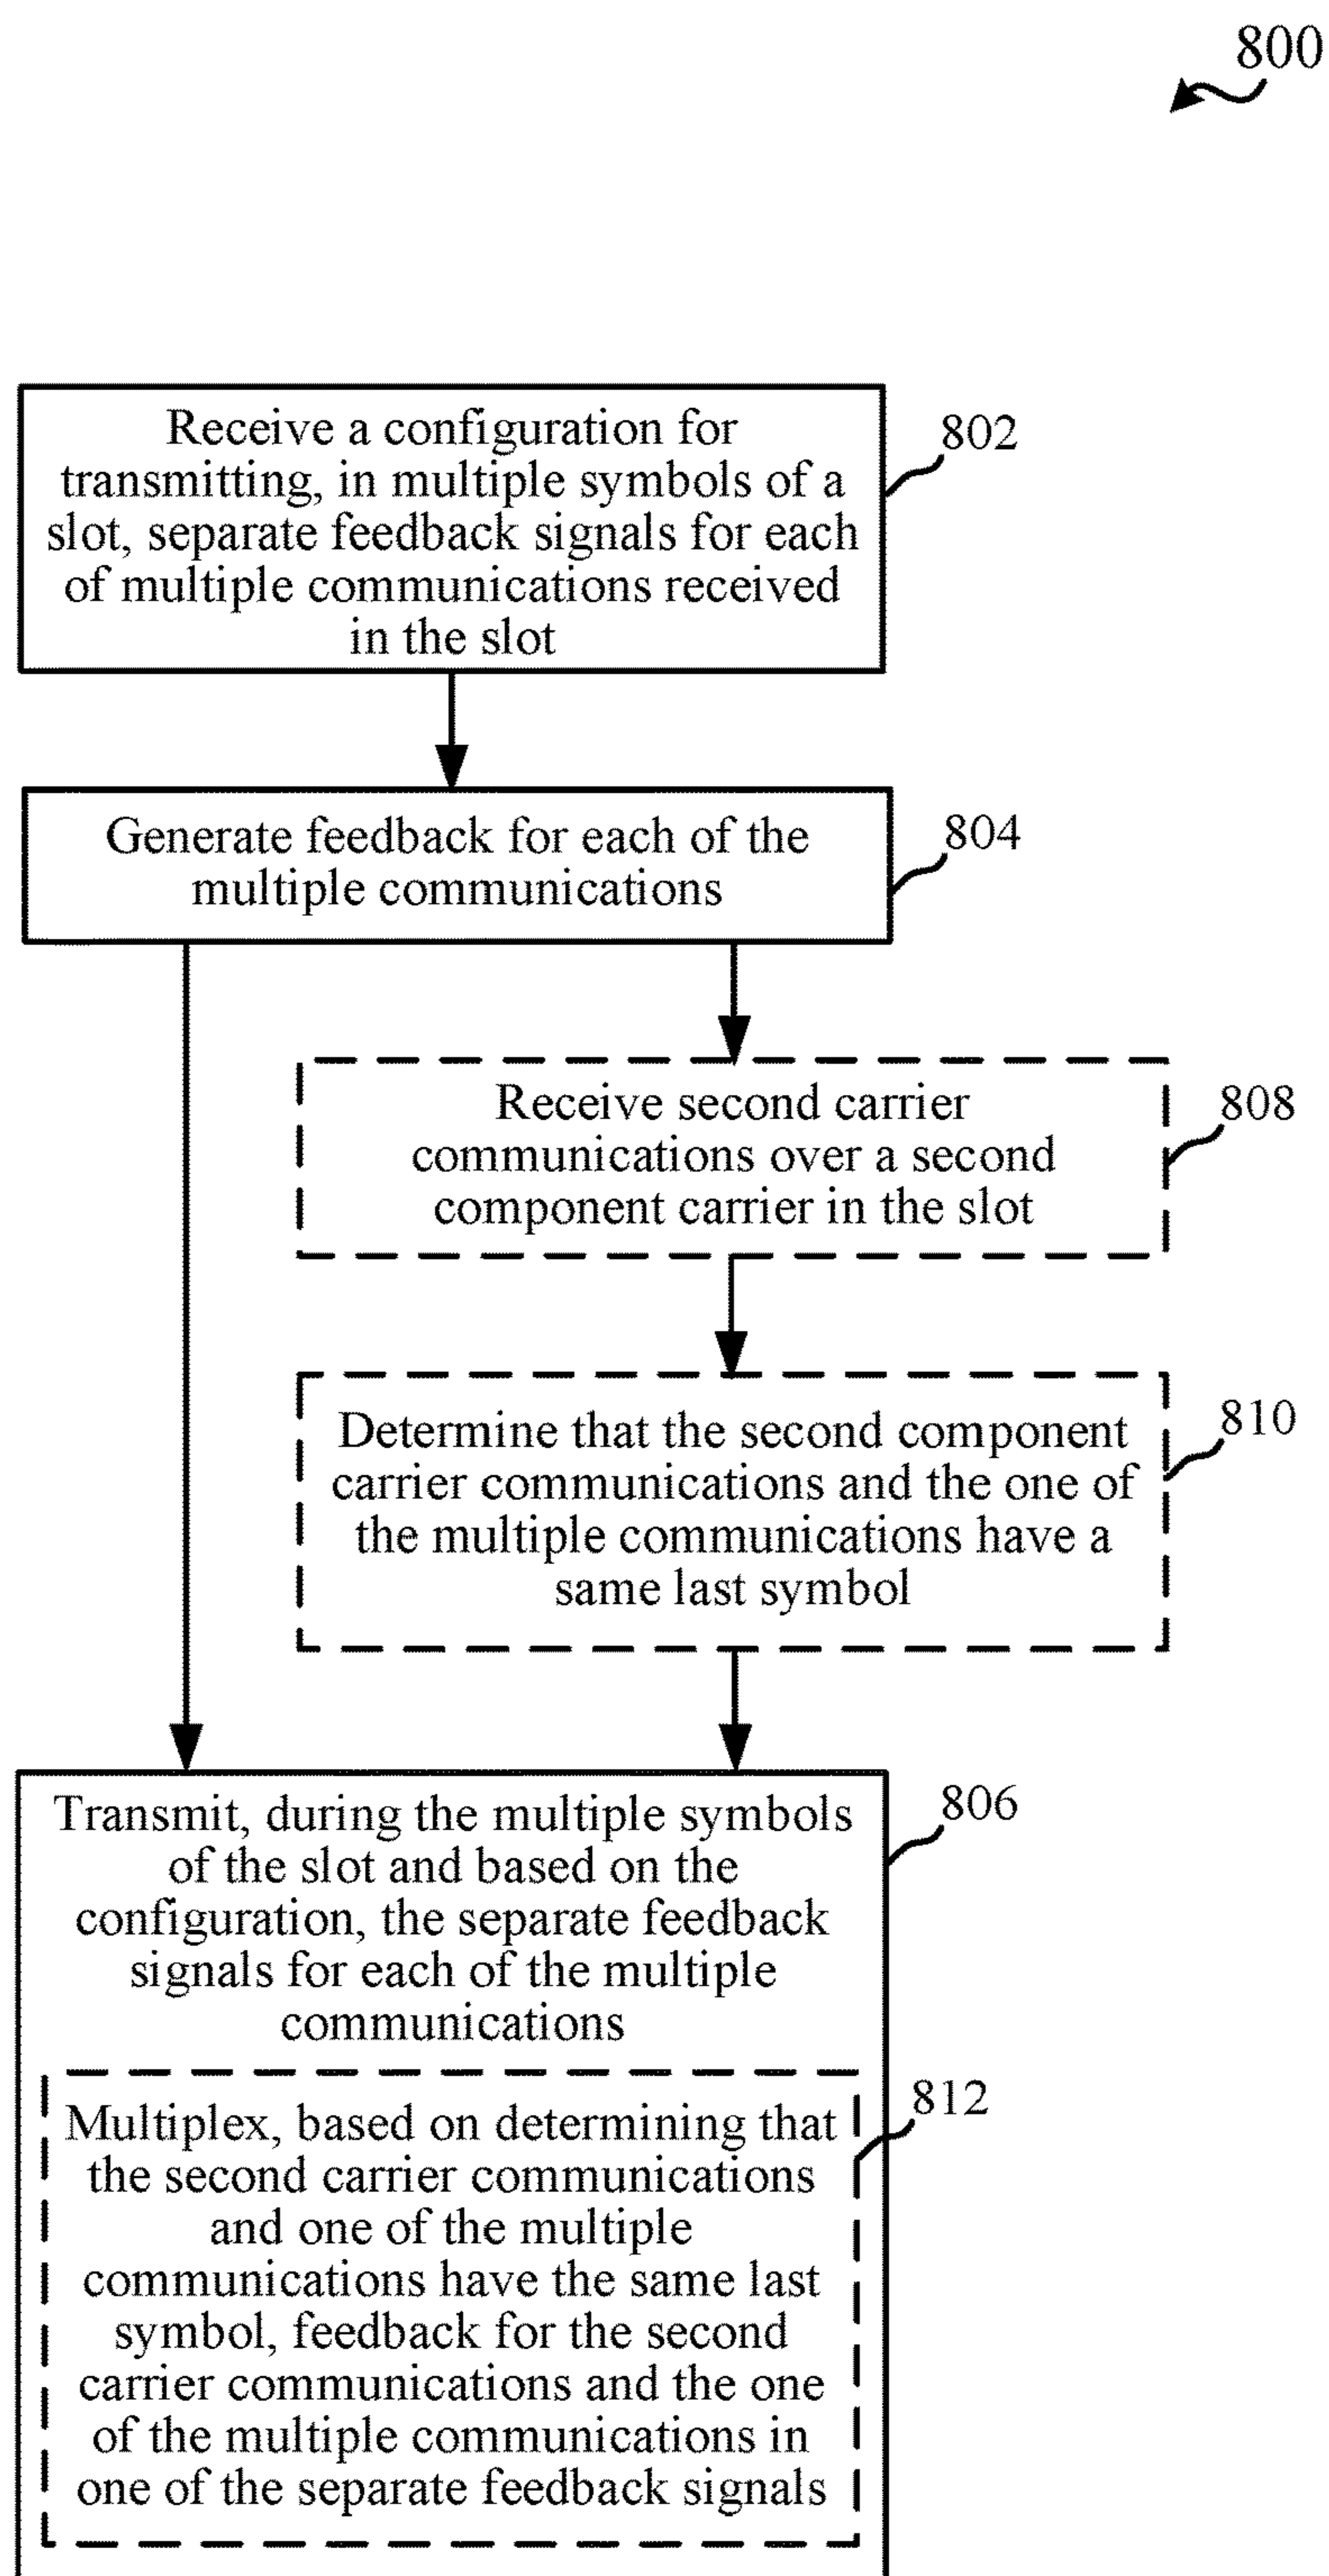 800
Receive a configuration for
transmitting, in multiple symbols of a
slot, separate feedback signals for each
of multiple communications received
in the slot
802
Generate feedback for each of the
multiple communications
804
Receive second carrier
communications over a second
component carrier in the slot
808
Determine that the second component
carrier communications and the one of
the multiple communications have a
same last symbol
810
Transmit, during the multiple symbols
of the slot and based on the
configuration, the separate feedback
signals for each of the multiple
communications
806
Multiplex, based on determining that
the second carrier communications
and one of the multiple
communications have the same last
symbol, feedback for the second
carrier communications and the one
of the multiple communications in
one of the separate feedback signals
812